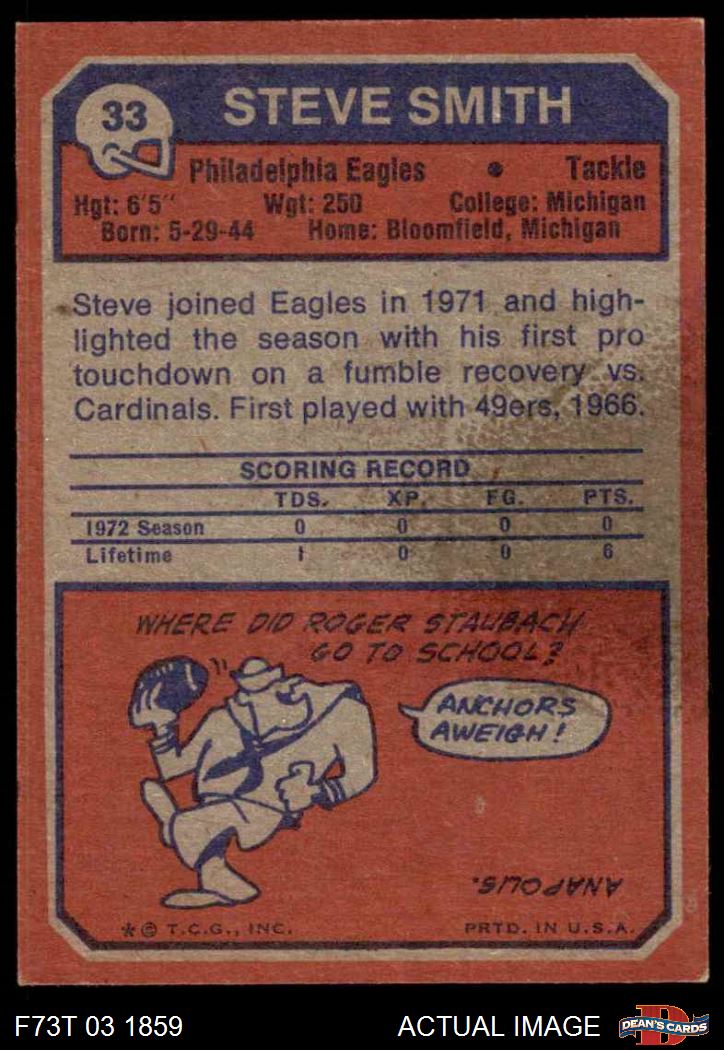 33
STEVE SMITH
Philadelphia Eagles • Tackle
Hgt: 6'5" Wgt: 250 College: Michigan
Born: 5-29-44 Home: Bloomfield, Michigan
Steve joined Eagles in 1971 and high-
lighted the season with his first pro
touchdown on a fumble recovery vs.
Cardinals. First played with 49ers, 1966.
SCORING RECORD
TDS. XP. FG. PTS.
1972 Season 0 0 0 0
Lifetime 1 0 0 6
WHERE DID ROGER STAUBACH
GO TO SCHOOL?
ANCHORS
AWEIGH!
ANAPOLIS.
* © T.C.G., INC. PRTD. IN U.S.A.
F73T 03 1859 ACTUAL IMAGE
D
DEAN'S CARDS